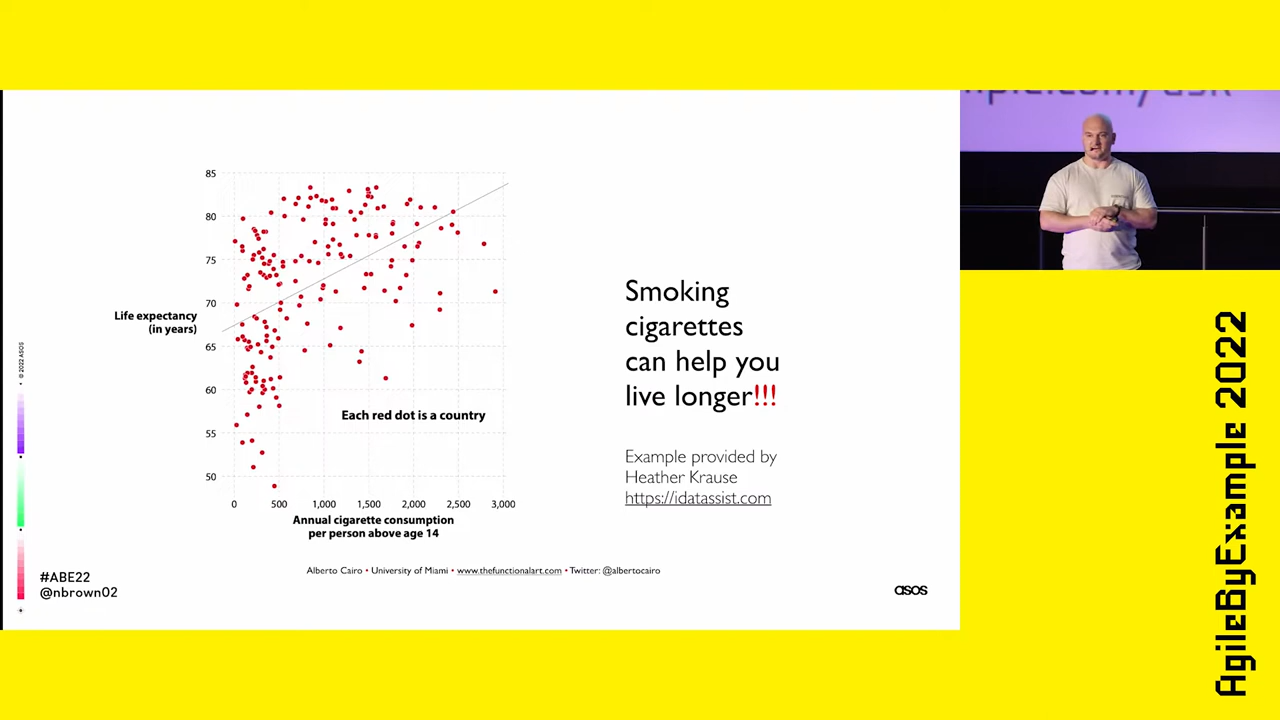 85
80
75
70
65
60
55
50
Life expectancy
(in years)
Each red dot is a country
0 500 1,000 1,500 2,000 2,500 3,000
Annual cigarette consumption
per person above age 14
Smoking
cigarettes
can help you
live longer!!!
Example provided by
Heather Krause
https://idatassist.com
Alberto Cairo • University of Miami • www.thefunctionalart.com • Twitter: @albertocairo
#ABE22
@nbrown02
asos
© 2022 ASOS
AgileByExample 2022